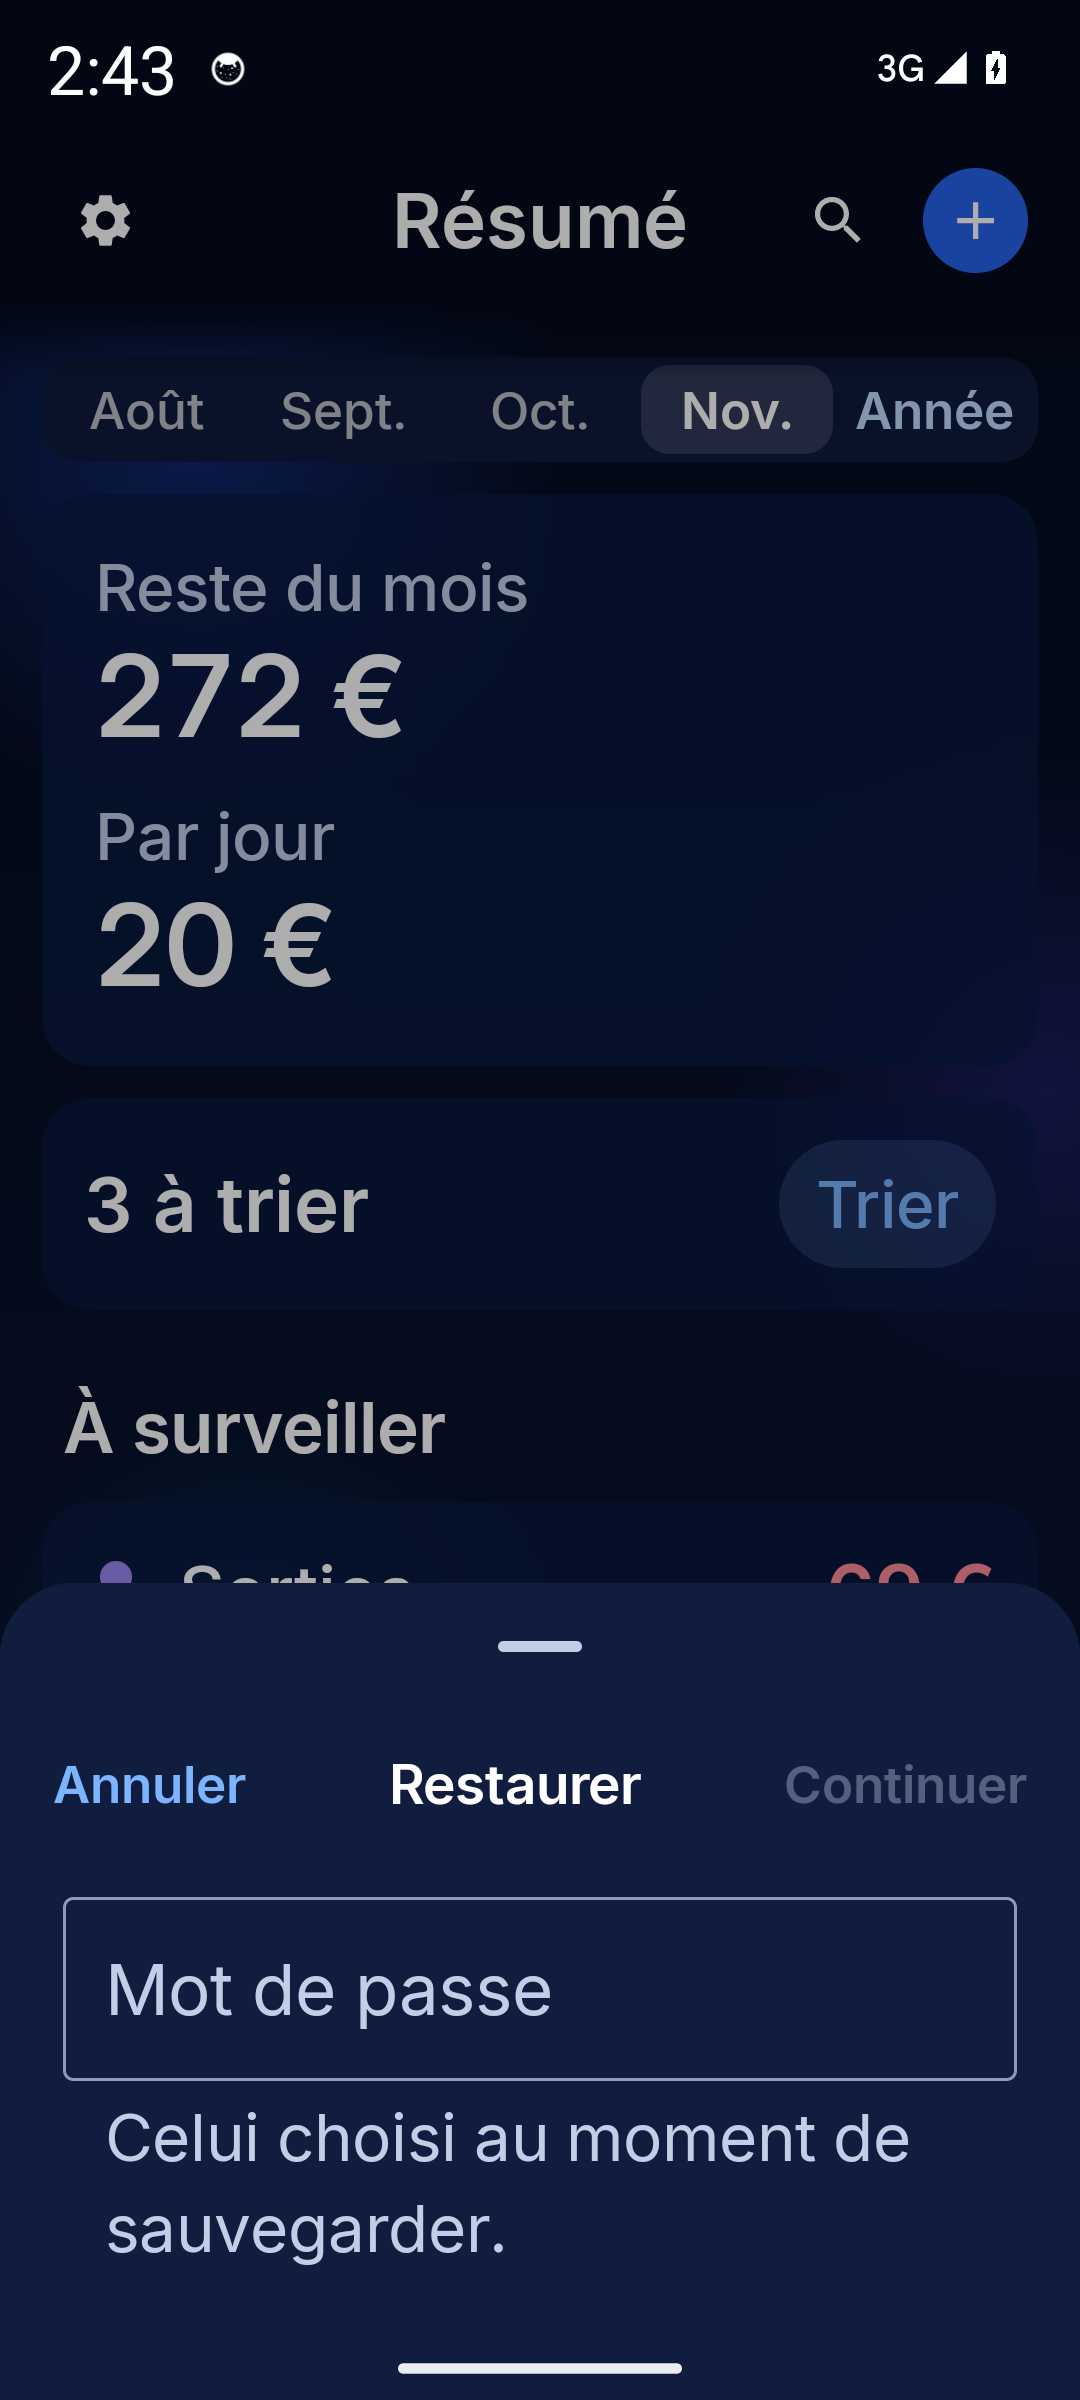 2:43
3G
Résumé
Août Sept. Oct. Nov. Année
Reste du mois
272 €
Par jour
20 €
3 à trier
Trier
À surveiller
Annuler
Restaurer
Continuer
Mot de passe
Celui choisi au moment de
sauvegarder.